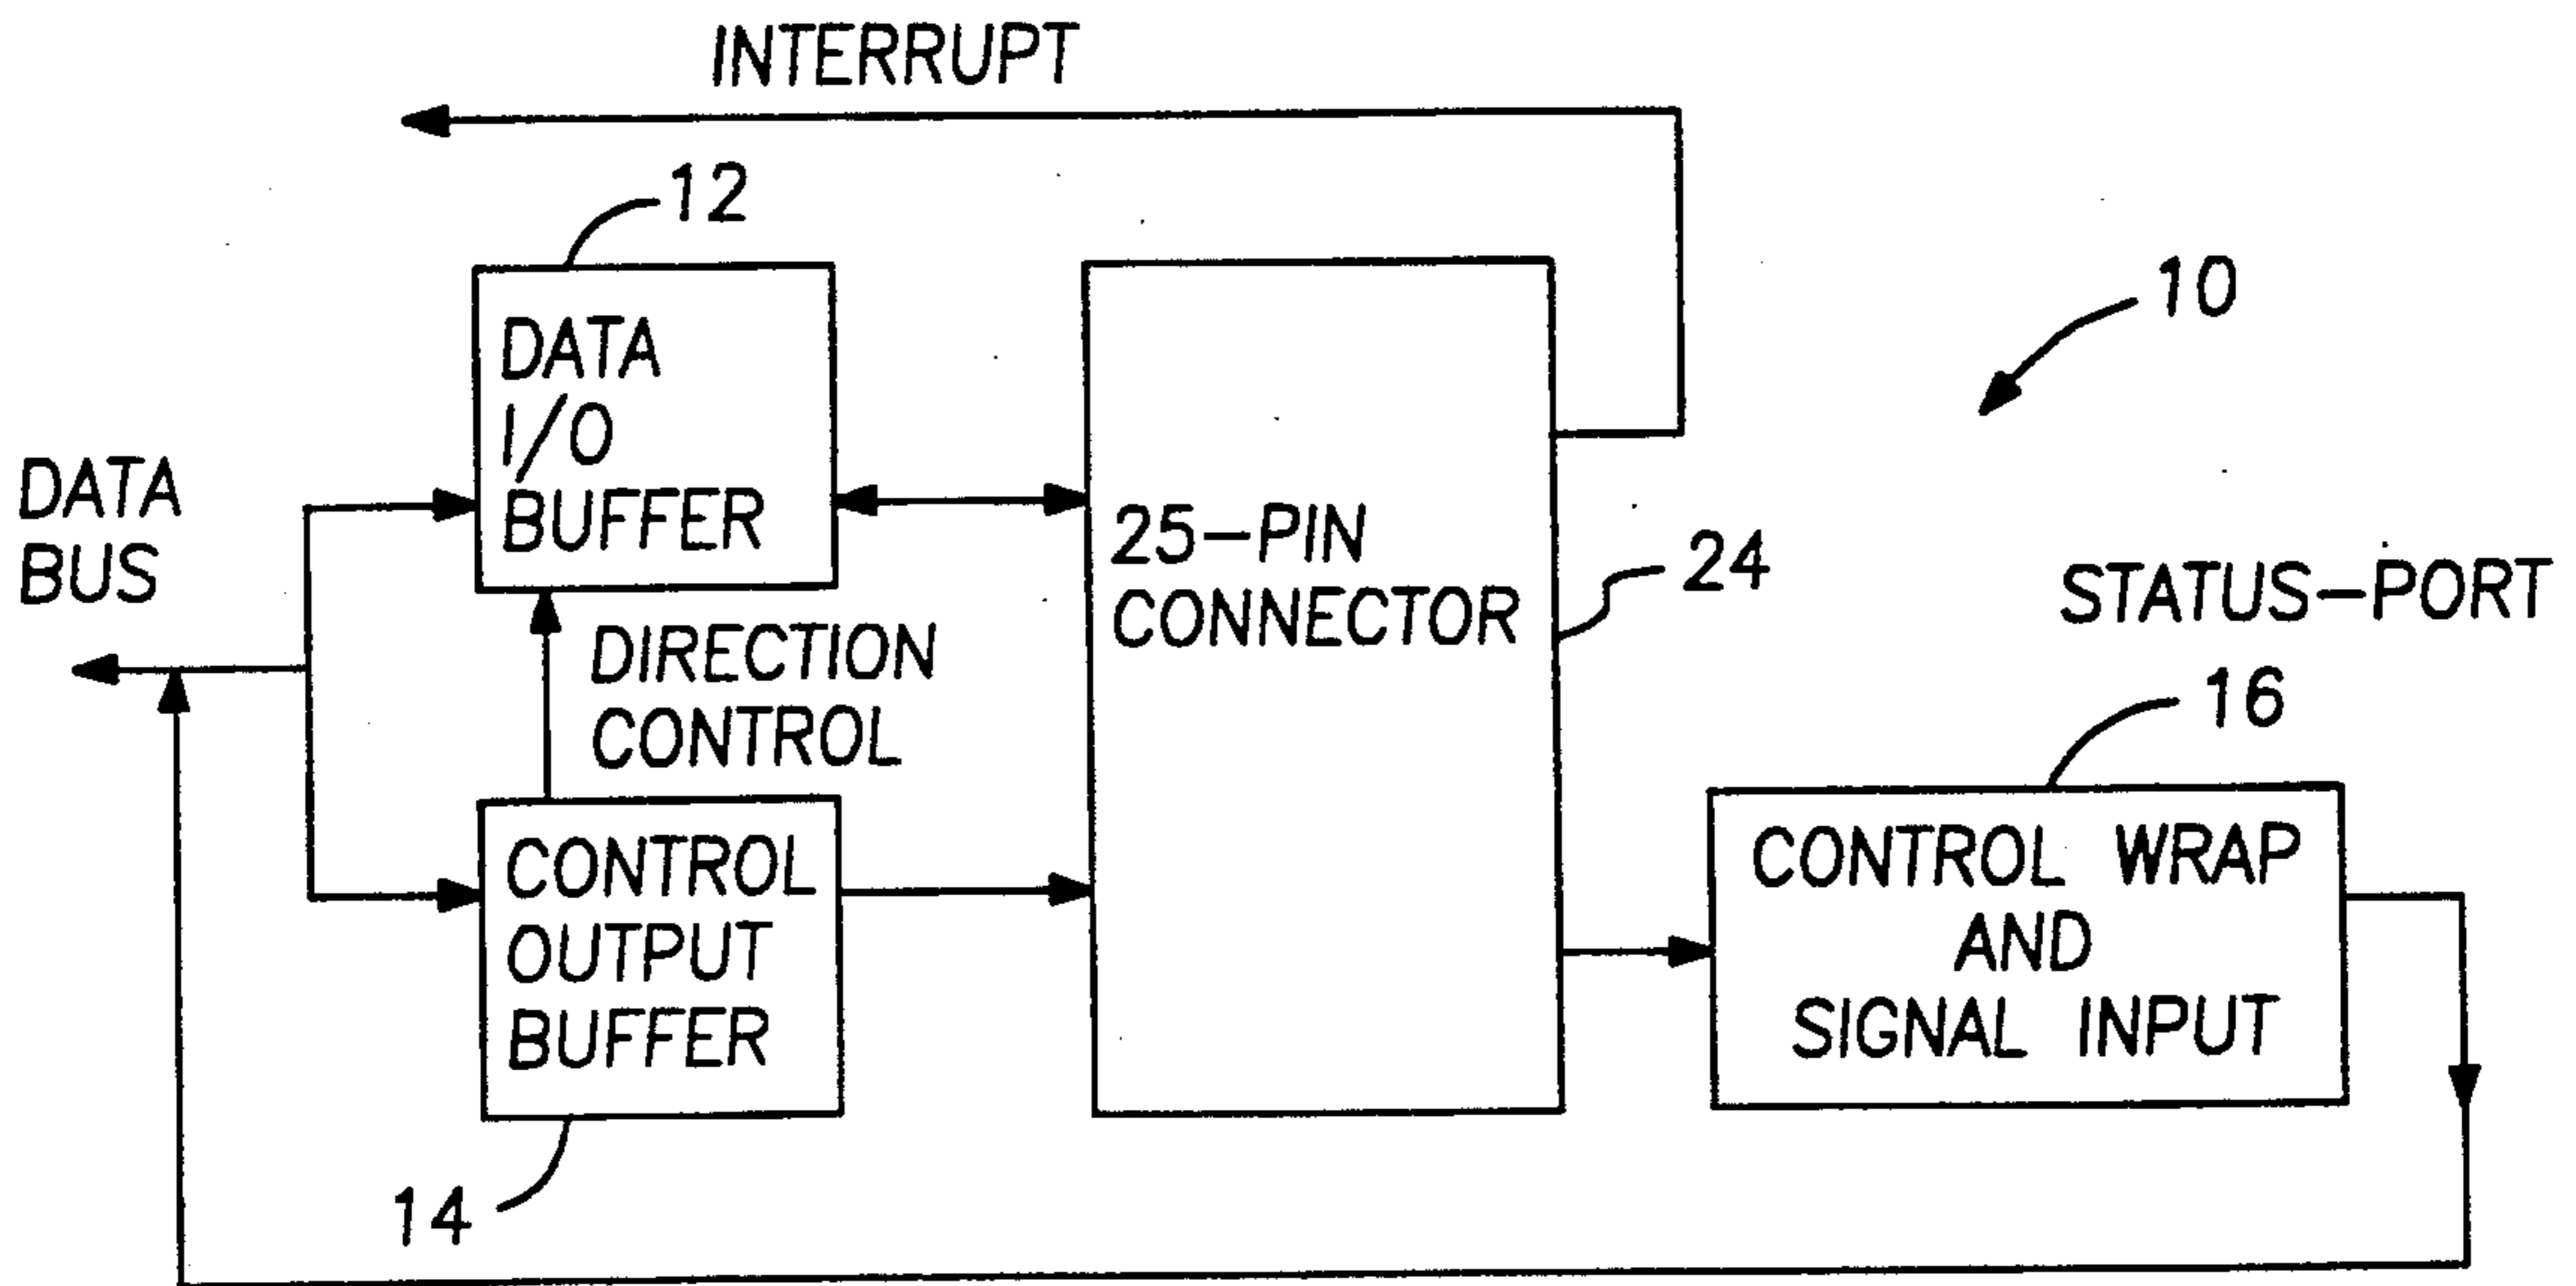 INTERRUPT
12
10
DATA
I/O
BUFFER
DATA
BUS
25-PIN
CONNECTOR
24
STATUS-PORT
DIRECTION
CONTROL
16
CONTROL
OUTPUT
BUFFER
CONTROL WRAP
AND
SIGNAL INPUT
14